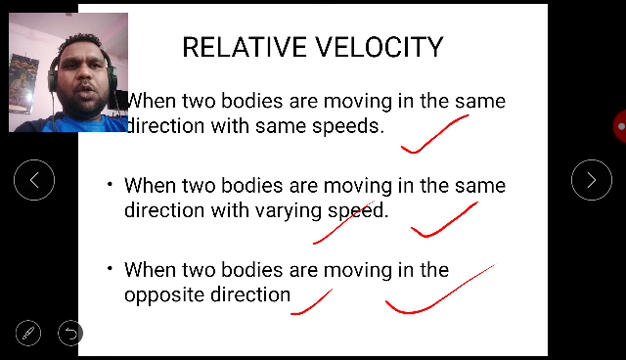 RELATIVE VELOCITY
When two bodies are moving in the same
direction with same speeds.
• When two bodies are moving in the same
direction with varying speed.
• When two bodies are moving in the
opposite direction